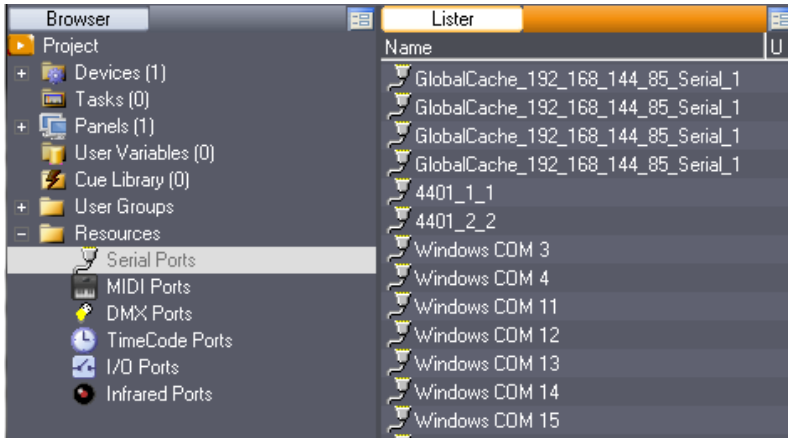 Browser
Project
Devices (1)
Tasks (0)
Panels (1)
User Variables (0)
Cue Library (0)
User Groups
Resources
Serial Ports
MIDI Ports
DMX Ports
TimeCode Ports
I/O Ports
Infrared Ports
Lister
Name U
GlobalCache_192_168_144_85_Serial_1
GlobalCache_192_168_144_85_Serial_1
GlobalCache_192_168_144_85_Serial_1
GlobalCache_192_168_144_85_Serial_1
4401_1_1
4401_2_2
Windows COM 3
Windows COM 4
Windows COM 11
Windows COM 12
Windows COM 13
Windows COM 14
Windows COM 15